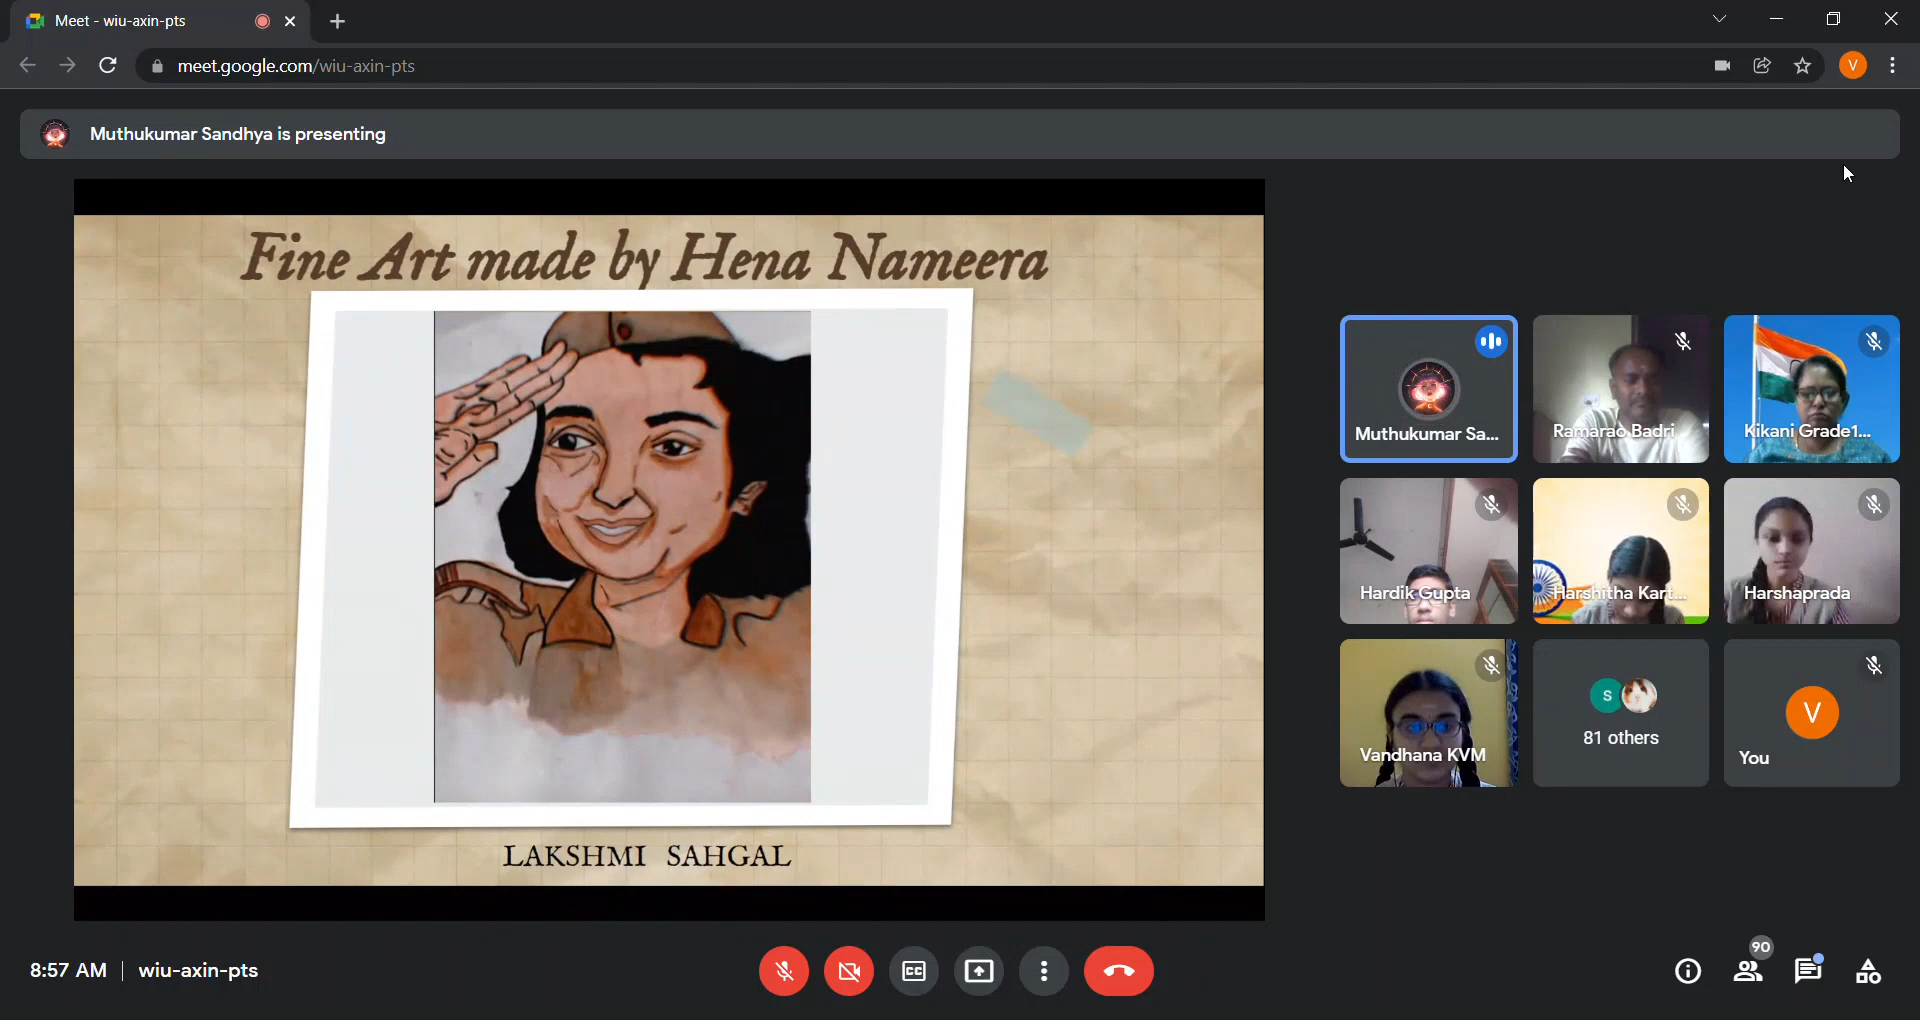 Meet - wiu-axin-pts
meet.google.com/wiu-axin-pts
V
Muthukumar Sandhya is presenting
Fine Art made by Hena Nameera
LAKSHMI SAHGAL
Muthukumar Sa...
Ramarao Badri
Kikani Grade1...
Hardik Gupta
Harshitha Kart...
Harshaprada
Vandhana KVM
S
81 others
V
You
8:57 AM | wiu-axin-pts
CC
90